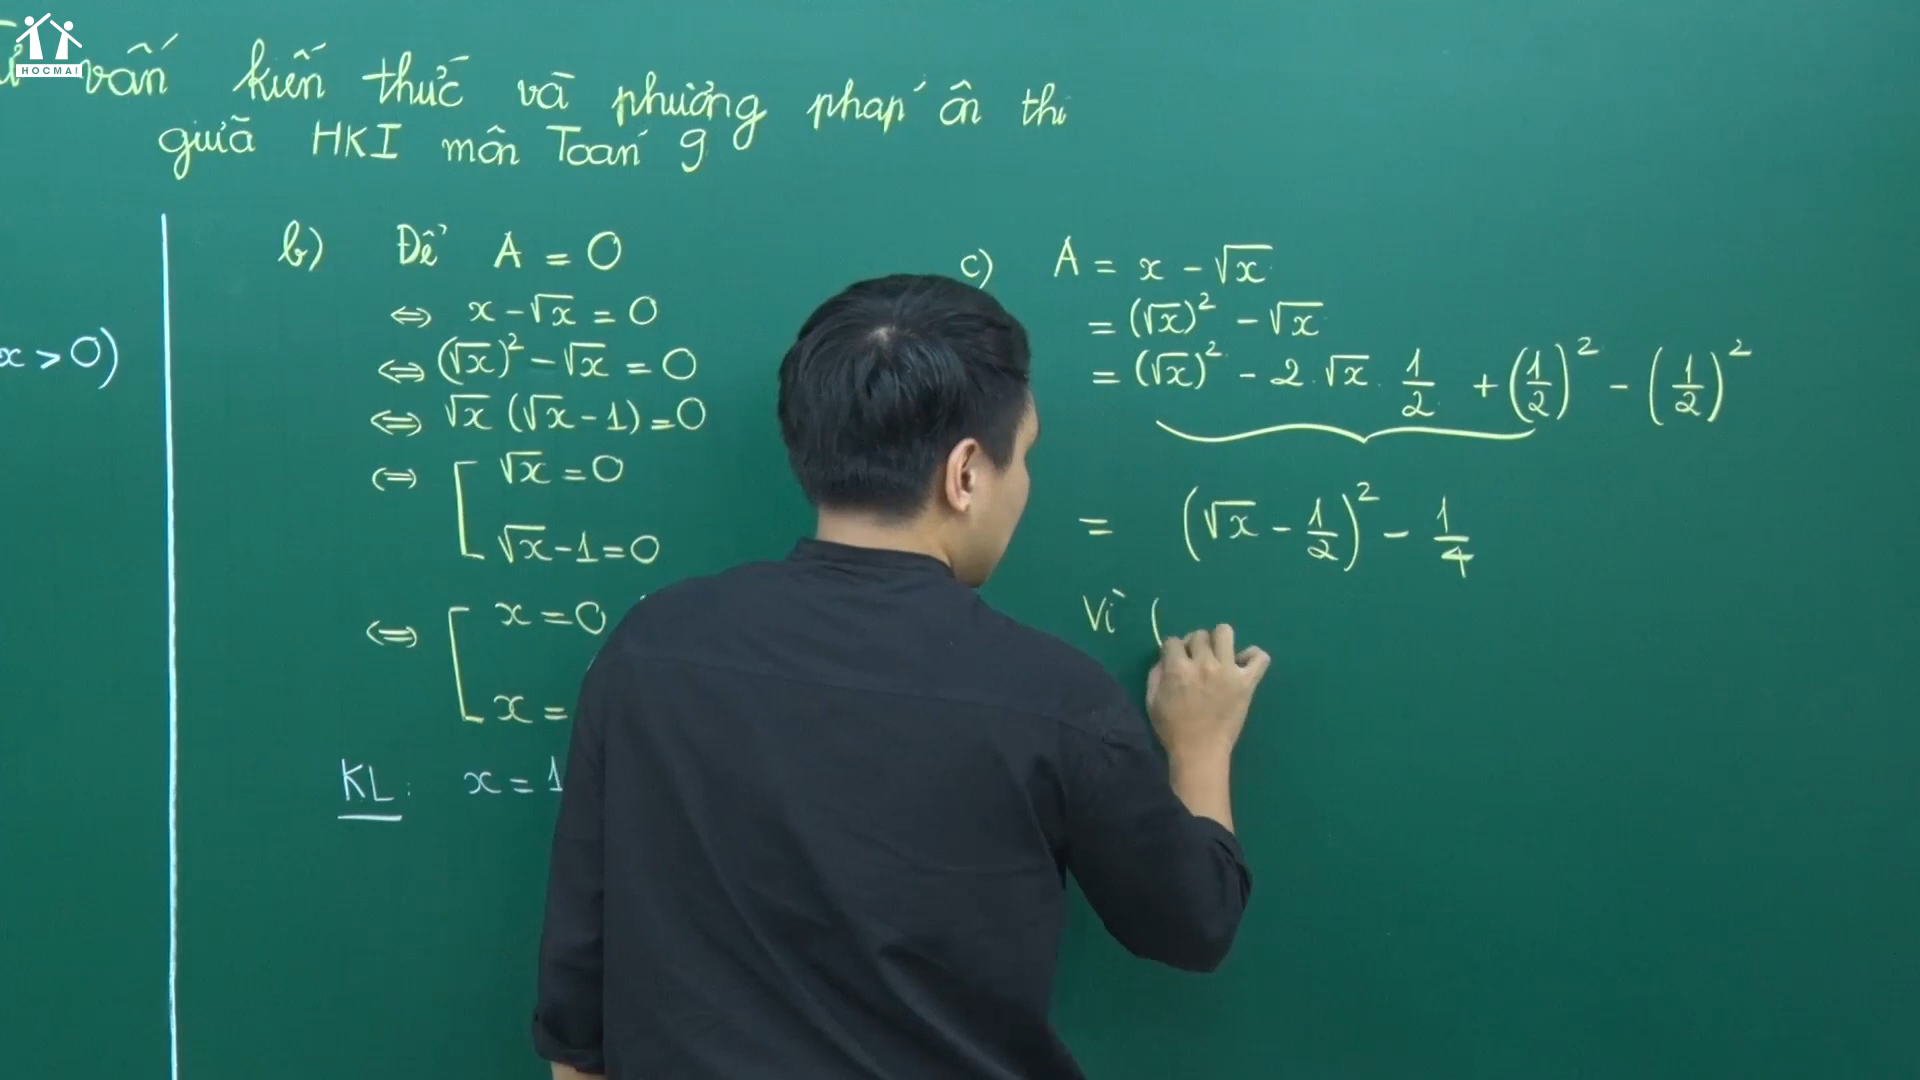 HOCMAI
vấn kiến thức và phương pháp ôn thi
giữa HKI môn Toán 9
x > 0)
b) Để A = 0
⇔ x - √x = 0
⇔ (√x)² - √x = 0
⇔ √x (√x - 1) = 0
⇔ [ √x = 0
√x - 1 = 0
⇔ [ x = 0
x =
KL: x = 1
c) A = x - √x
= (√x)² - √x
= (√x)² - 2 . √x . 1/2 + (1/2)² - (1/2)²
= (√x - 1/2)² - 1/4
Vì (